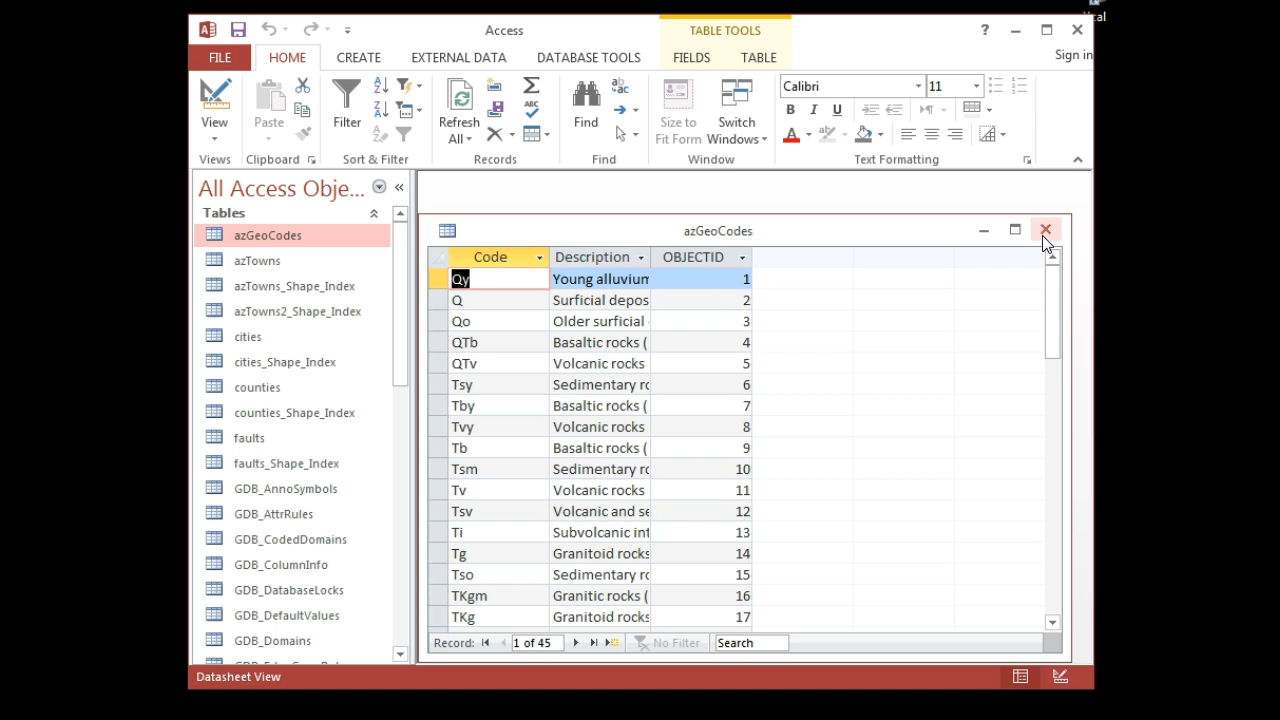 Access
TABLE TOOLS
?
FILE
HOME
CREATE
EXTERNAL DATA
DATABASE TOOLS
FIELDS
TABLE
Sign in
View
Paste
Filter
Refresh
All
Find
Size to
Fit Form
Switch
Windows
Calibri
11
B I U
Views
Clipboard
Sort & Filter
Records
Find
Window
Text Formatting
All Access Obje...
Tables
azGeoCodes
azTowns
azTowns_Shape_Index
azTowns2_Shape_Index
cities
cities_Shape_Index
counties
counties_Shape_Index
faults
faults_Shape_Index
GDB_AnnoSymbols
GDB_AttrRules
GDB_CodedDomains
GDB_ColumnInfo
GDB_DatabaseLocks
GDB_DefaultValues
GDB_Domains
azGeoCodes
Code Description OBJECTID
Qy Young alluvium 1
Q Surficial depos 2
Qo Older surficial 3
QTb Basaltic rocks ( 4
QTv Volcanic rocks 5
Tsy Sedimentary ro 6
Tby Basaltic rocks ( 7
Tvy Volcanic rocks 8
Tb Basaltic rocks ( 9
Tsm Sedimentary ro 10
Tv Volcanic rocks 11
Tsv Volcanic and se 12
Ti Subvolcanic int 13
Tg Granitoid rocks 14
Tso Sedimentary ro 15
TKgm Granitic rocks ( 16
TKg Granitoid rocks 17
Record: 1 of 45 No Filter Search
Datasheet View